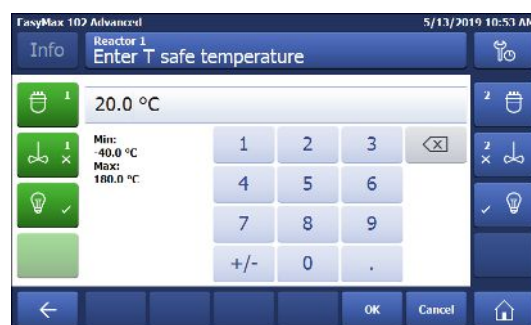 EasyMax 102 Advanced 5/13/2019 10:53 AM
Info
Reactor 1
Enter T safe temperature
1
20.0 °C
2
Min:
-40.0 °C
Max:
180.0 °C
1 2 3
4 5 6
7 8 9
+/- 0 .
1
2
OK Cancel